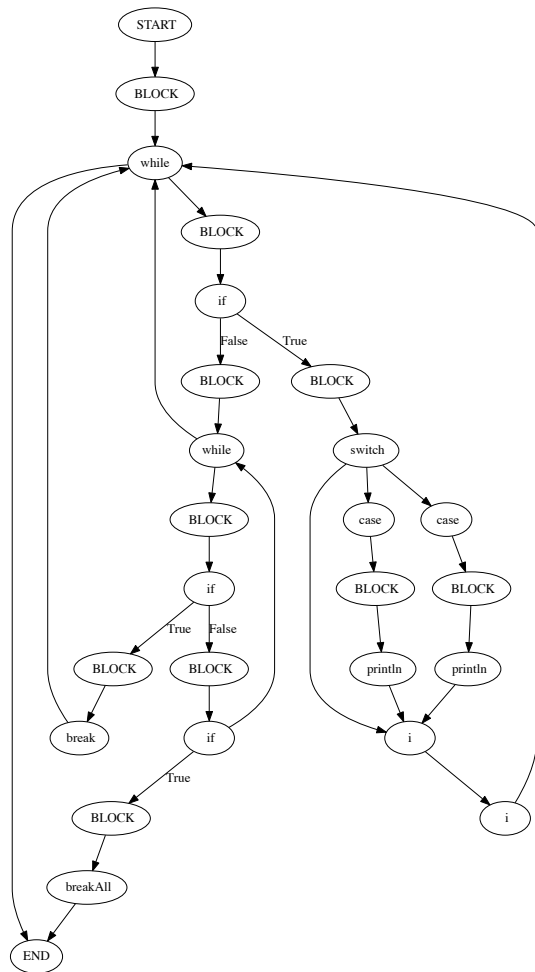 START
BLOCK
while
BLOCK
if
False
True
BLOCK
BLOCK
while
switch
BLOCK
case
case
if
BLOCK
BLOCK
True
False
BLOCK
BLOCK
println
println
break
if
i
True
BLOCK
i
breakAll
END